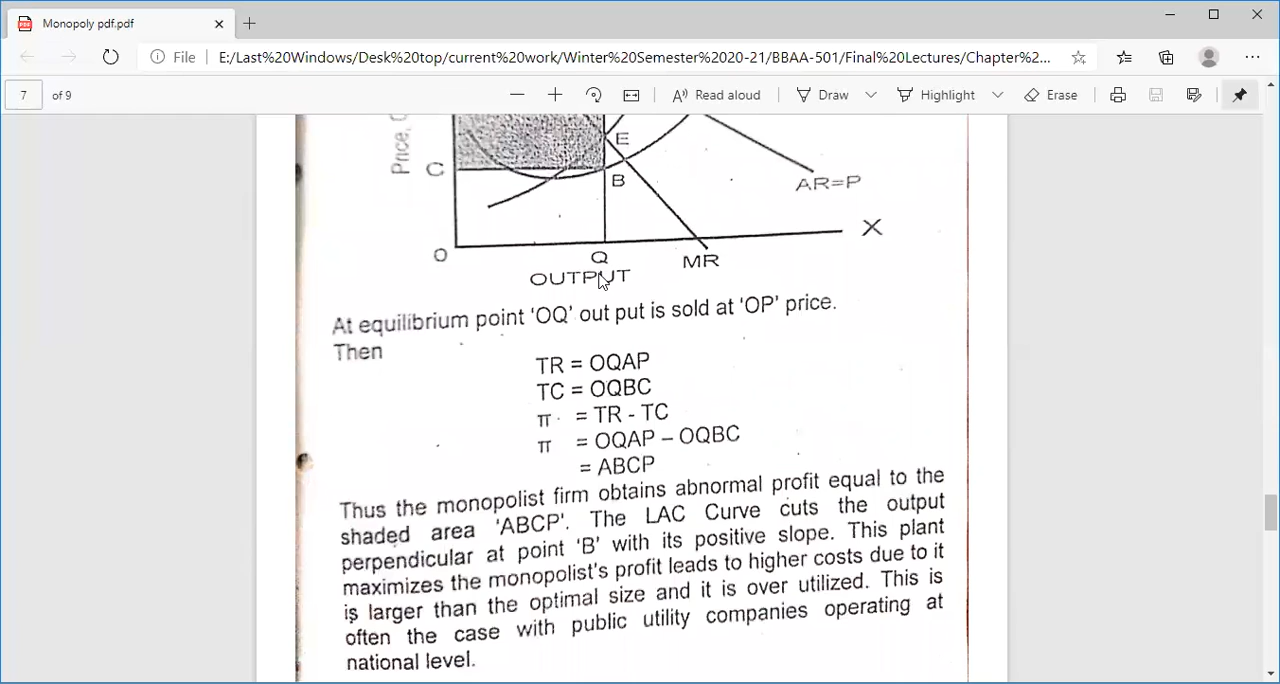 Monopoly pdf.pdf
File E:/Last%20Windows/Desk%20top/current%20work/Winter%20Semester%202020-21/BBAA-501/Final%20Lectures/Chapter%2...
7 of 9
Read aloud Draw Highlight Erase
Price,
E
C
B
AR=P
X
O
Q
MR
OUTPUT
At equilibrium point 'OQ' out put is sold at 'OP' price.
Then
TR = OQAP
TC = OQBC
π = TR - TC
π = OQAP – OQBC
= ABCP
Thus the monopolist firm obtains abnormal profit equal to the
shaded area 'ABCP'. The LAC Curve cuts the output
perpendicular at point 'B' with its positive slope. This plant
maximizes the monopolist's profit leads to higher costs due to it
is larger than the optimal size and it is over utilized. This is
often the case with public utility companies operating at
national level.